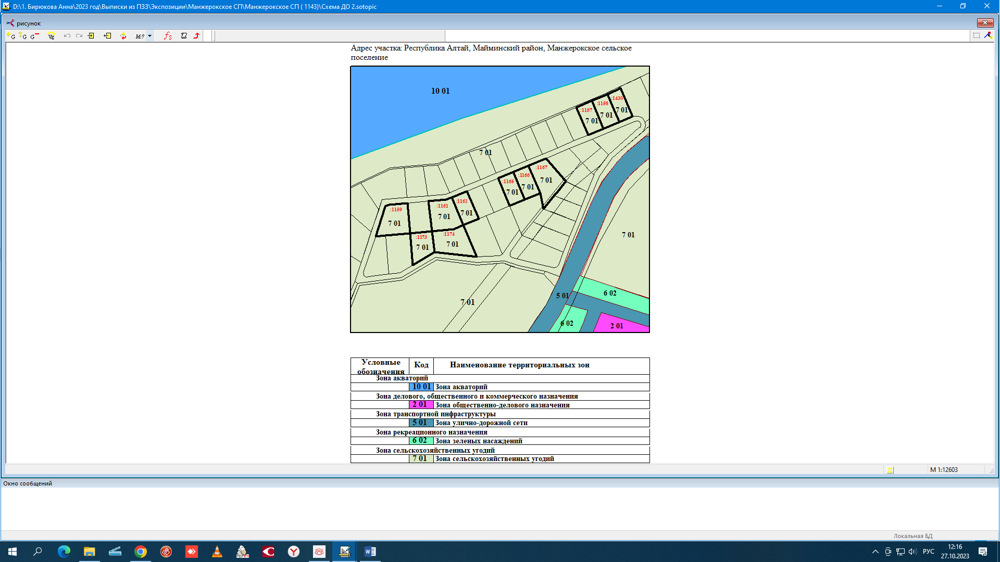 D:\1. Бирюкова Анна\2023 год\Выписки из ПЗЗ\Экспозиции\Манжерокское СП\Манжерокское СП ( 1143)\Схема ДО 2.sotopic
рисунок
М:?
Адрес участка: Республика Алтай, Майминский район, Манжерокское сельское
поселение
10 01
:1430
:1158
:1157
7 01
7 01
7 01
7 01
:1167
:1166
:1165
7 01
7 01
7 01
:1162
:1161
:1159
7 01
7 01
7 01
:1174
:1173
7 01
7 01
7 01
7 01
5 01
6 02
6 02
2 01
Условные обозначения
Код
Наименование территориальных зон
Зона акваторий
10 01 Зона акваторий
Зона делового, общественного и коммерческого назначения
2 01 Зона общественно-делового назначения
Зона транспортной инфраструктуры
5 01 Зона улично-дорожной сети
Зона рекреационного назначения
6 02 Зона зеленых насаждений
Зона сельскохозяйственных угодий
7 01 Зона сельскохозяйственных угодий
М 1:12603
Окно сообщений
Локальная БД
РУС
12:16
27.10.2023